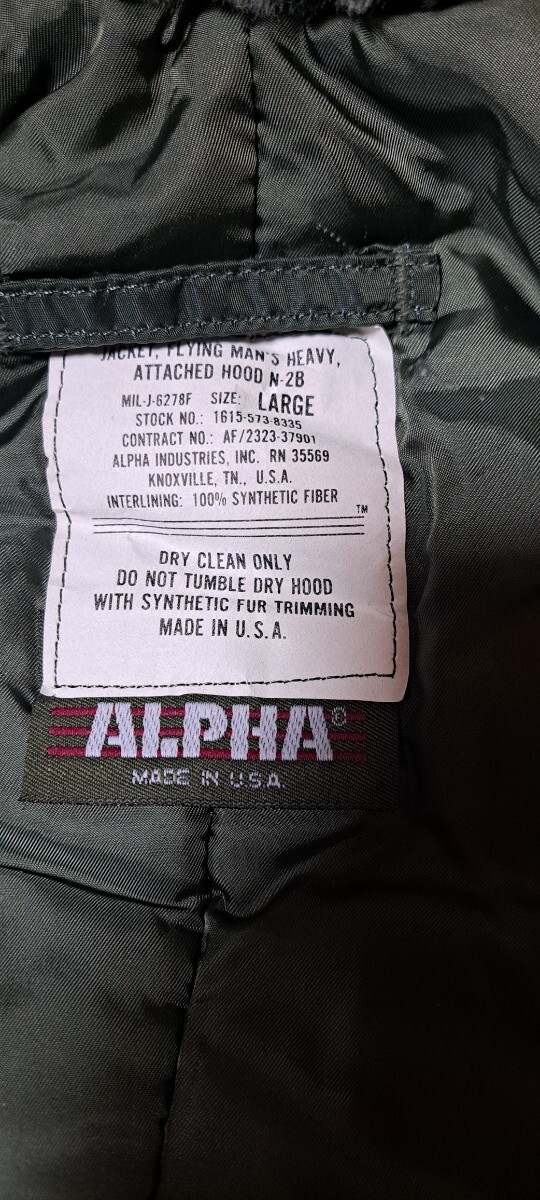 JACKET, FLYING MAN'S HEAVY,
ATTACHED HOOD N-2B
MIL-J-6278F SIZE: LARGE
STOCK NO.: 1615-573-8335
CONTRACT NO.: AF/2323-37901
ALPHA INDUSTRIES, INC. RN 35569
KNOXVILLE, TN., U.S.A.
INTERLINING: 100% SYNTHETIC FIBER
TM
DRY CLEAN ONLY
DO NOT TUMBLE DRY HOOD
WITH SYNTHETIC FUR TRIMMING
MADE IN U.S.A.
ALPHA®
MADE IN U.S.A.